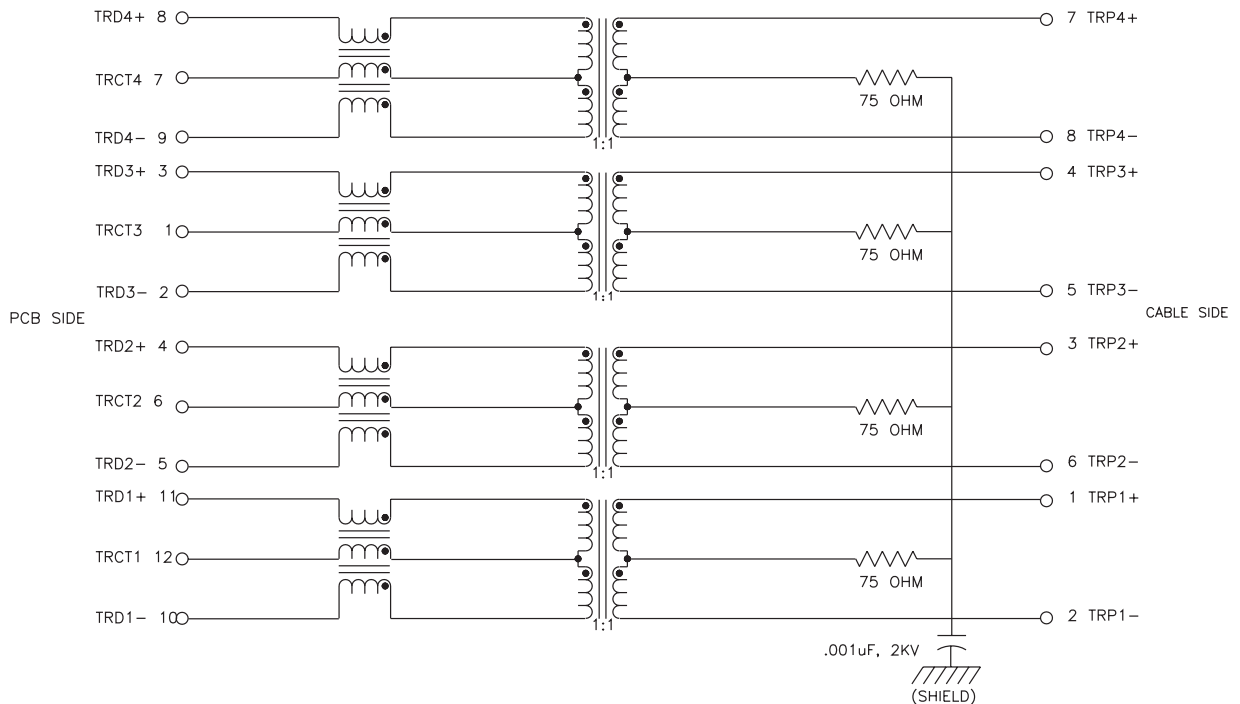 TRD4+ 8
7 TRP4+
TRCT4 7
75 OHM
TRD4- 9
8 TRP4-
1:1
TRD3+ 3
4 TRP3+
TRCT3 1
75 OHM
TRD3- 2
5 TRP3-
1:1
PCB SIDE
CABLE SIDE
TRD2+ 4
3 TRP2+
TRCT2 6
75 OHM
TRD2- 5
6 TRP2-
1:1
TRD1+ 11
1 TRP1+
TRCT1 12
75 OHM
TRD1- 10
2 TRP1-
1:1
.001uF, 2KV
(SHIELD)